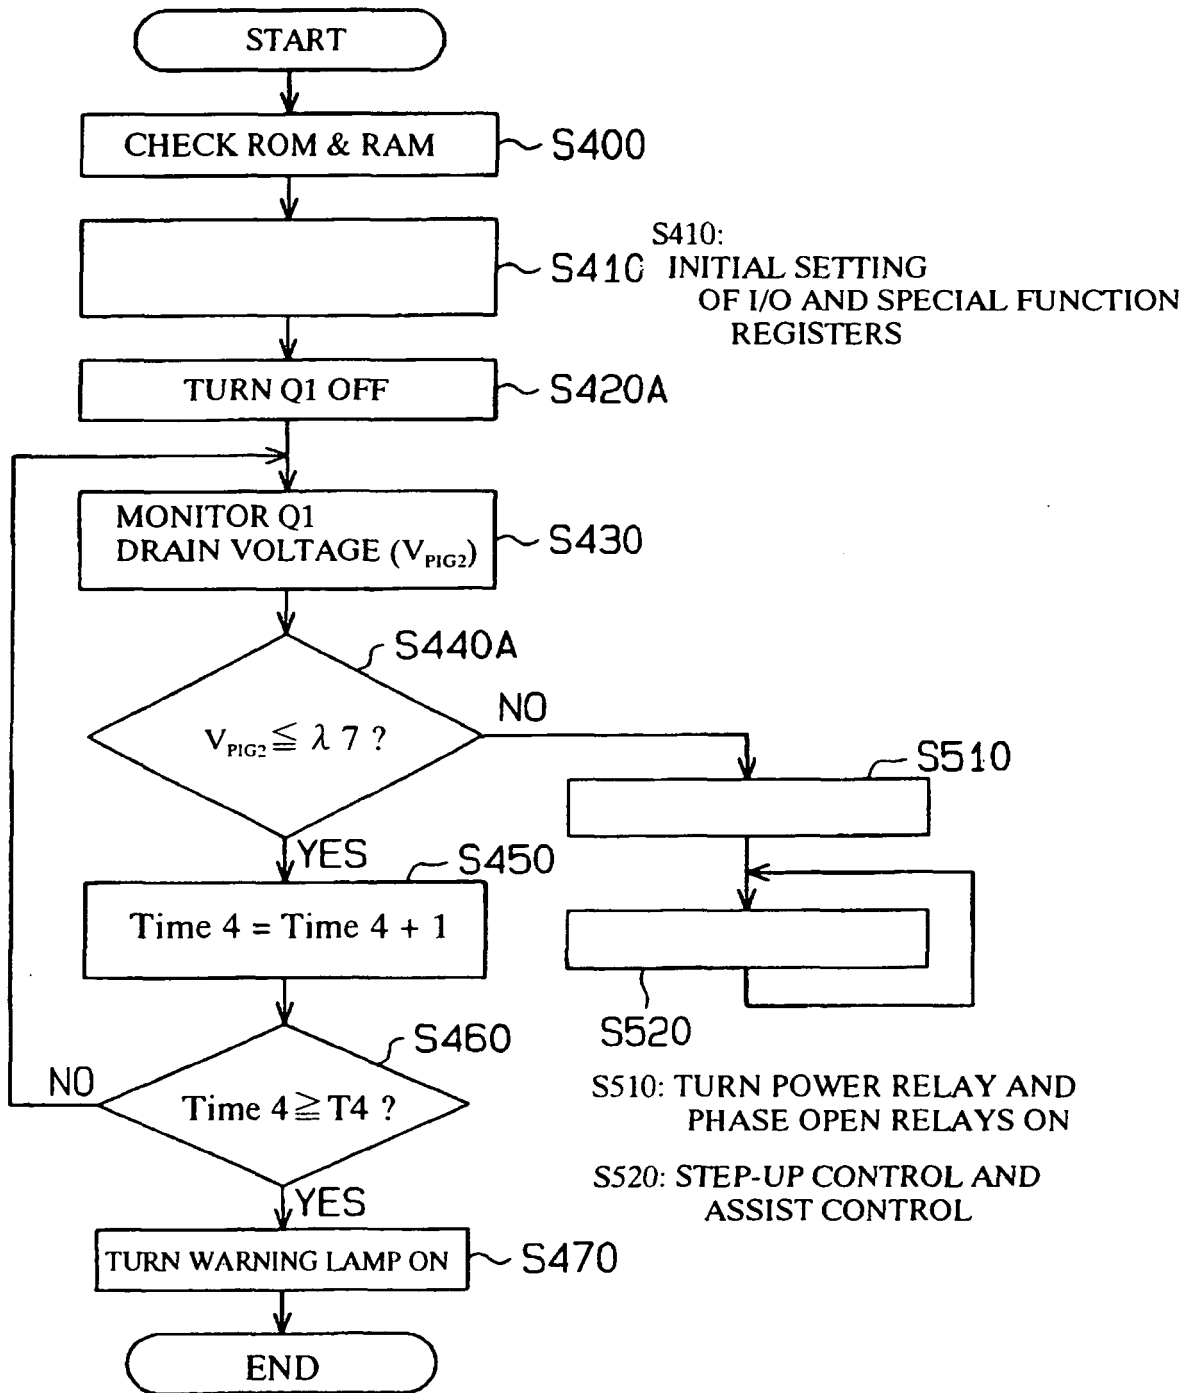 START
CHECK ROM & RAM
S400
S410
S410:
INITIAL SETTING
OF I/O AND SPECIAL FUNCTION
REGISTERS
TURN Q1 OFF
S420A
MONITOR Q1
DRAIN VOLTAGE (VPIG2)
S430
S440A
VPIG2 ≦ λ 7 ?
NO
S510
YES
S450
Time 4 = Time 4 + 1
S520
S460
NO
Time 4 ≧ T4 ?
S510: TURN POWER RELAY AND
PHASE OPEN RELAYS ON
S520: STEP-UP CONTROL AND
ASSIST CONTROL
YES
TURN WARNING LAMP ON
S470
END